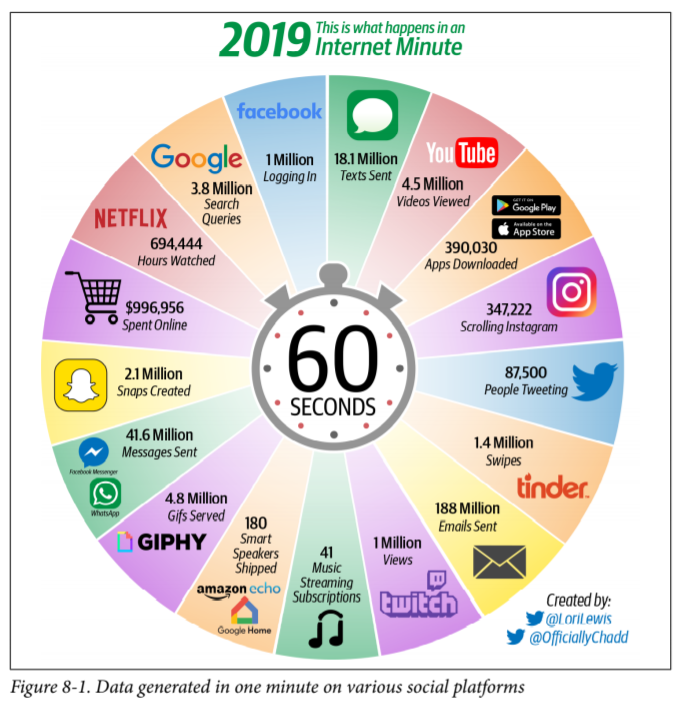 2019 This is what happens in an
Internet Minute
facebook
1 Million
Logging In
18.1 Million
Texts Sent
YouTube
4.5 Million
Videos Viewed
GET IT ON
Google Play
Available on the
App Store
390,030
Apps Downloaded
347,222
Scrolling Instagram
87,500
People Tweeting
1.4 Million
Swipes
tinder
188 Million
Emails Sent
1 Million
Views
twitch
41
Music
Streaming
Subscriptions
180
Smart
Speakers
Shipped
amazon echo
Google Home
4.8 Million
Gifs Served
GIPHY
41.6 Million
Messages Sent
Facebook Messenger
WhatsApp
2.1 Million
Snaps Created
$996,956
Spent Online
NETFLIX
694,444
Hours Watched
Google
3.8 Million
Search
Queries
60
SECONDS
Created by:
@LoriLewis
@OfficiallyChadd
Figure 8-1. Data generated in one minute on various social platforms